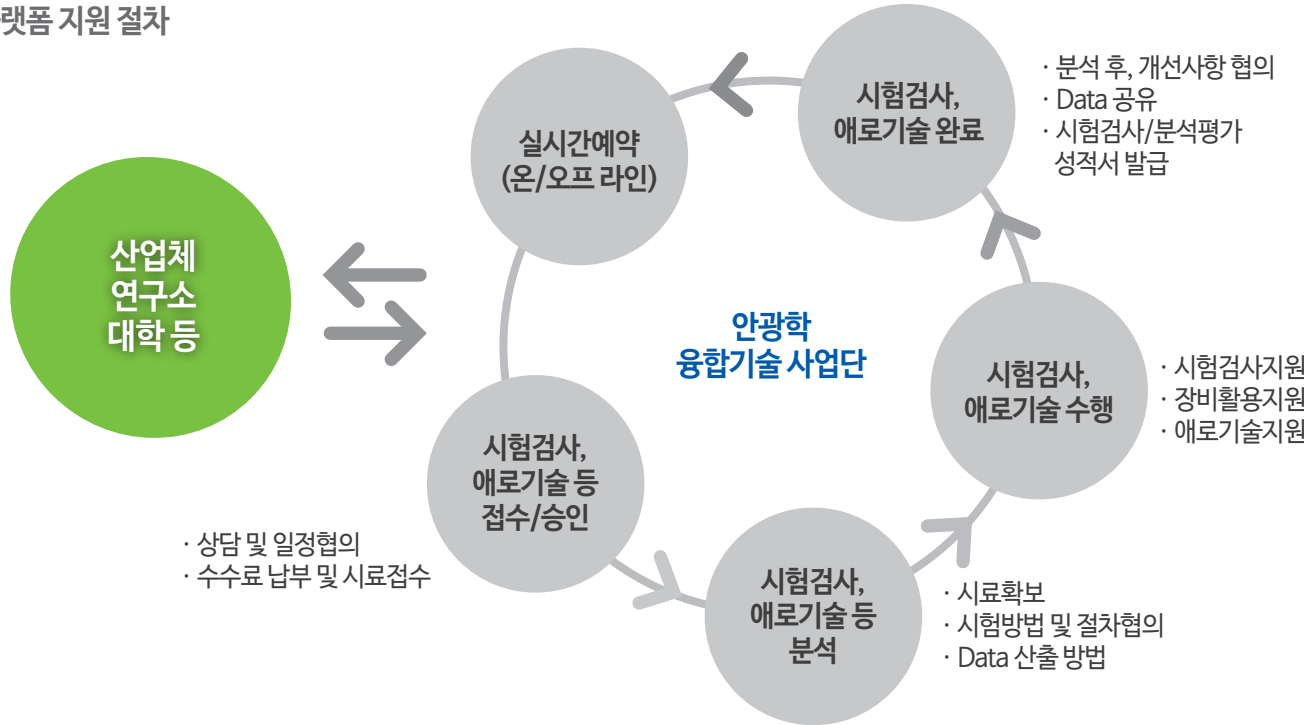 랫폼 지원 절차
산업체
연구소
대학 등
실시간예약
(온/오프 라인)
시험검사,
애로기술 등
접수/승인
· 상담 및 일정협의
· 수수료 납부 및 시료접수
시험검사,
애로기술 등
분석
· 시료확보
· 시험방법 및 절차협의
· Data 산출 방법
시험검사,
애로기술 수행
· 시험검사지원
· 장비활용지원
· 애로기술지원
시험검사,
애로기술 완료
· 분석 후, 개선사항 협의
· Data 공유
· 시험검사/분석평가
성적서 발급
안광학
융합기술 사업단